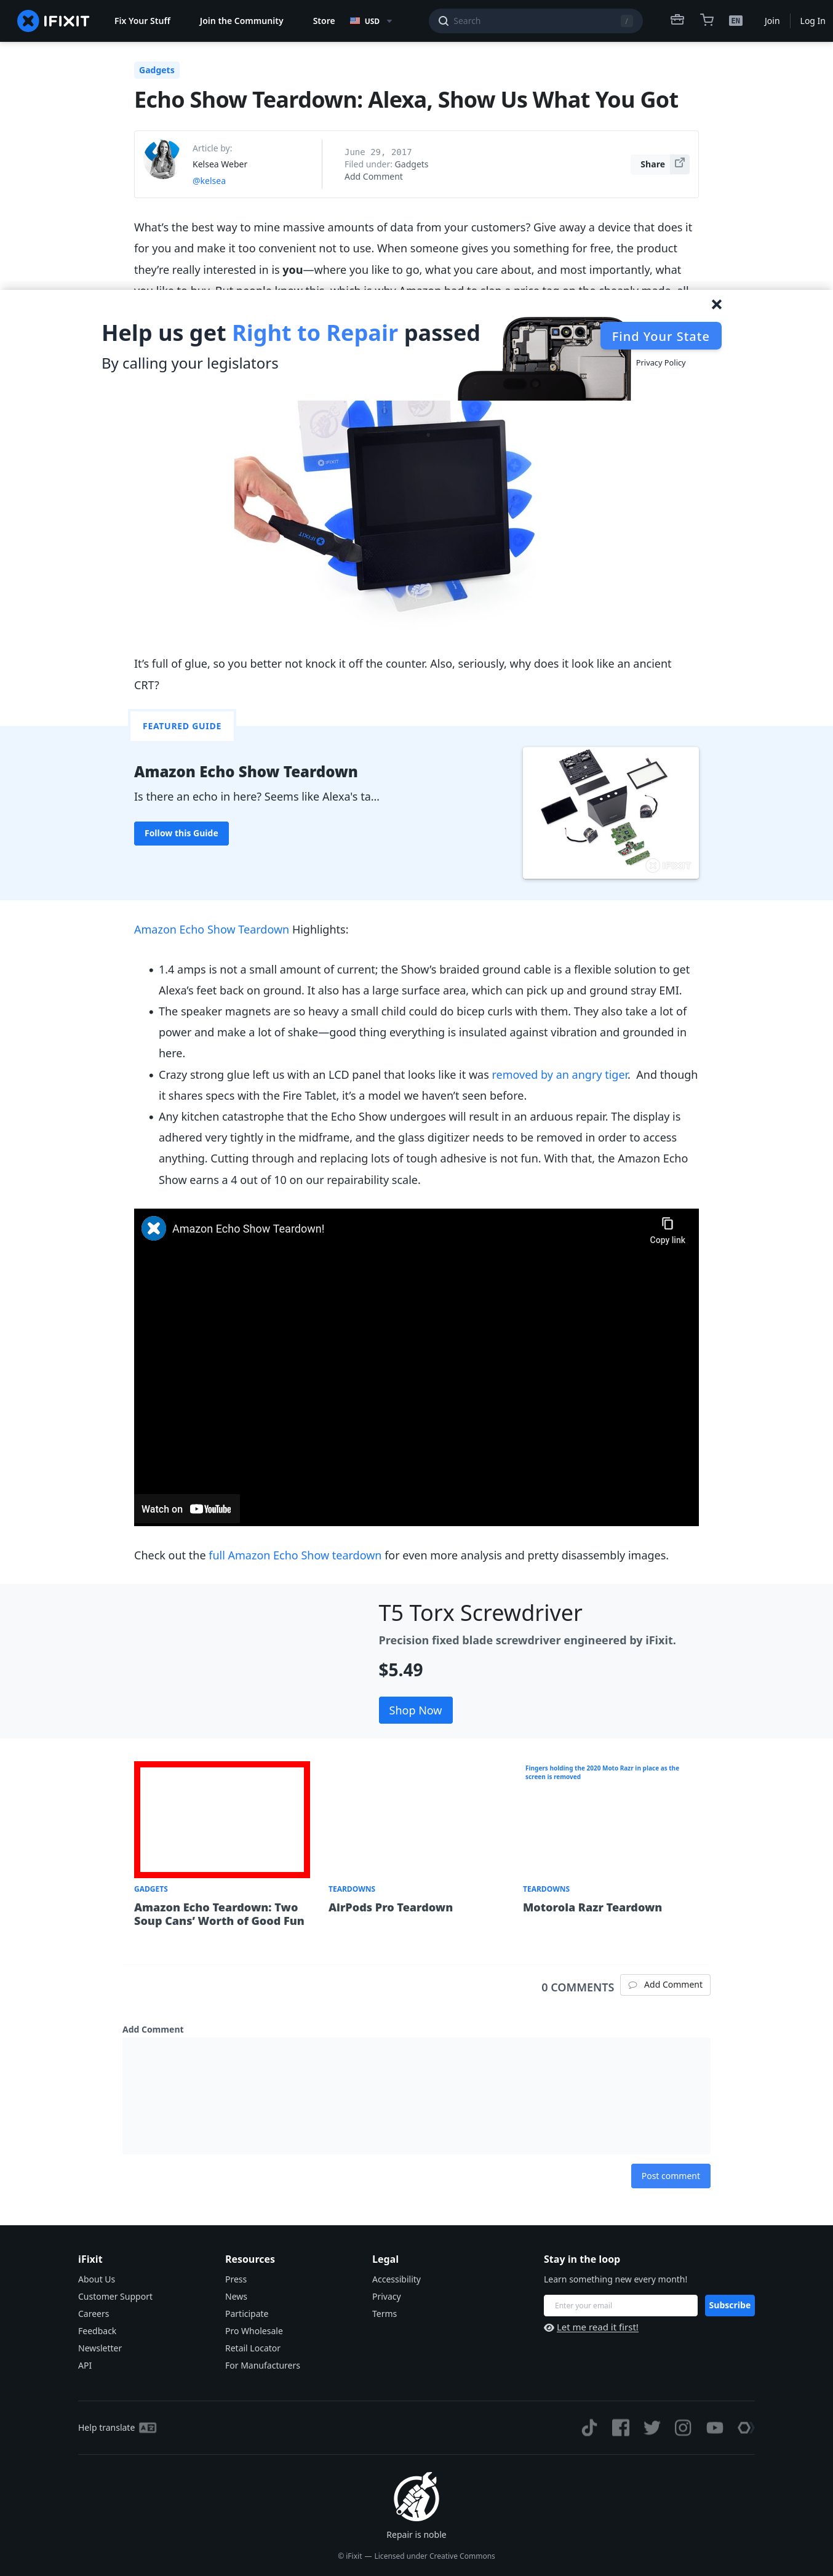 IFIXIT
Fix Your Stuff
Join the Community
Store
USD
Search
/
EN
Join
Log In
Gadgets
Echo Show Teardown: Alexa, Show Us What You Got
Article by:
Kelsea Weber
@kelsea
June 29, 2017
Filed under: Gadgets
Add Comment
Share
What’s the best way to mine massive amounts of data from your customers? Give away a device that does it
for you and make it too convenient not to use. When someone gives you something for free, the product
they’re really interested in is you—where you like to go, what you care about, and most importantly, what
Help us get Right to Repair passed
By calling your legislators
Find Your State
Privacy Policy
IFIXIT
IFIXIT
It’s full of glue, so you better not knock it off the counter. Also, seriously, why does it look like an ancient
CRT?
FEATURED GUIDE
Amazon Echo Show Teardown
Is there an echo in here? Seems like Alexa's ta...
Follow this Guide
IFIXIT
Amazon Echo Show Teardown Highlights:
• 1.4 amps is not a small amount of current; the Show’s braided ground cable is a flexible solution to get
Alexa’s feet back on ground. It also has a large surface area, which can pick up and ground stray EMI.
• The speaker magnets are so heavy a small child could do bicep curls with them. They also take a lot of
power and make a lot of shake—good thing everything is insulated against vibration and grounded in
here.
• Crazy strong glue left us with an LCD panel that looks like it was removed by an angry tiger.  And though
it shares specs with the Fire Tablet, it’s a model we haven’t seen before.
• Any kitchen catastrophe that the Echo Show undergoes will result in an arduous repair. The display is
adhered very tightly in the midframe, and the glass digitizer needs to be removed in order to access
anything. Cutting through and replacing lots of tough adhesive is not fun. With that, the Amazon Echo
Show earns a 4 out of 10 on our repairability scale.
Amazon Echo Show Teardown!
Copy link
Watch on YouTube
Check out the full Amazon Echo Show teardown for even more analysis and pretty disassembly images.
T5 Torx Screwdriver
Precision fixed blade screwdriver engineered by iFixit.
$5.49
Shop Now
Fingers holding the 2020 Moto Razr in place as the
screen is removed
GADGETS
Amazon Echo Teardown: Two
Soup Cans’ Worth of Good Fun
TEARDOWNS
AirPods Pro Teardown
TEARDOWNS
Motorola Razr Teardown
0 COMMENTS
Add Comment
Add Comment
Post comment
iFixit
About Us
Customer Support
Careers
Feedback
Newsletter
API
Resources
Press
News
Participate
Pro Wholesale
Retail Locator
For Manufacturers
Legal
Accessibility
Privacy
Terms
Stay in the loop
Learn something new every month!
Enter your email
Subscribe
Let me read it first!
Help translate
Repair is noble
© iFixit — Licensed under Creative Commons